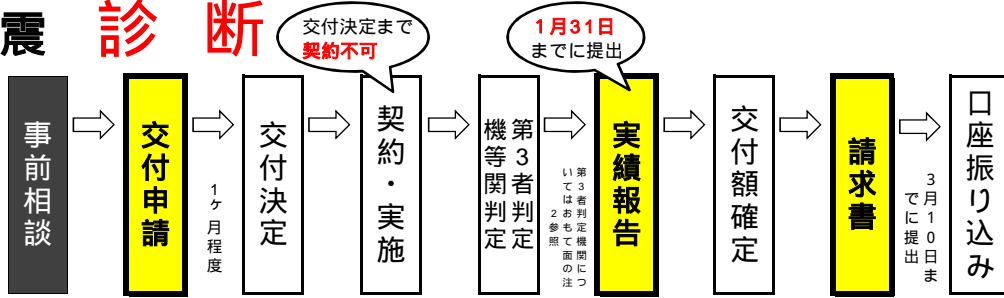 震 診 断
交付決定まで
契約不可
1月31日
までに提出
事前相談
交付申請
1ヶ月程度
交付決定
契約・実施
第3者判定
機等関判定
第3者判定機関につ
いてはおもて面の注
2参照
実績報告
交付額確定
請求書
3月10日ま
でに提出
口座振り込み